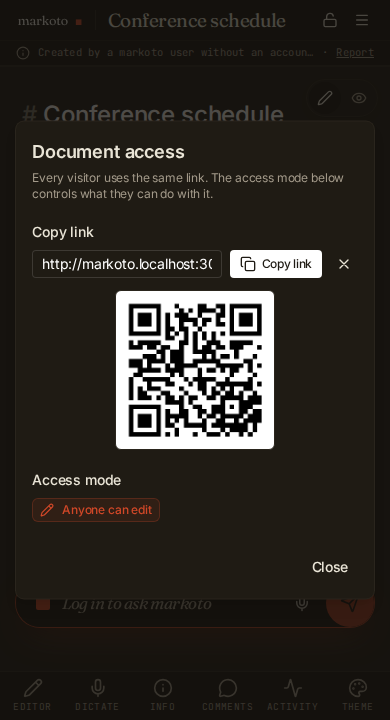 markoto
Conference schedule
Created by a markoto user without an accoun… · Report
# Conference schedule
Document access
Every visitor uses the same link. The access mode below
controls what they can do with it.
Copy link
http://markoto.localhost:30
Copy link
Access mode
Anyone can edit
Close
Log in to ask markoto
EDITOR
DICTATE
INFO
COMMENTS
ACTIVITY
THEME